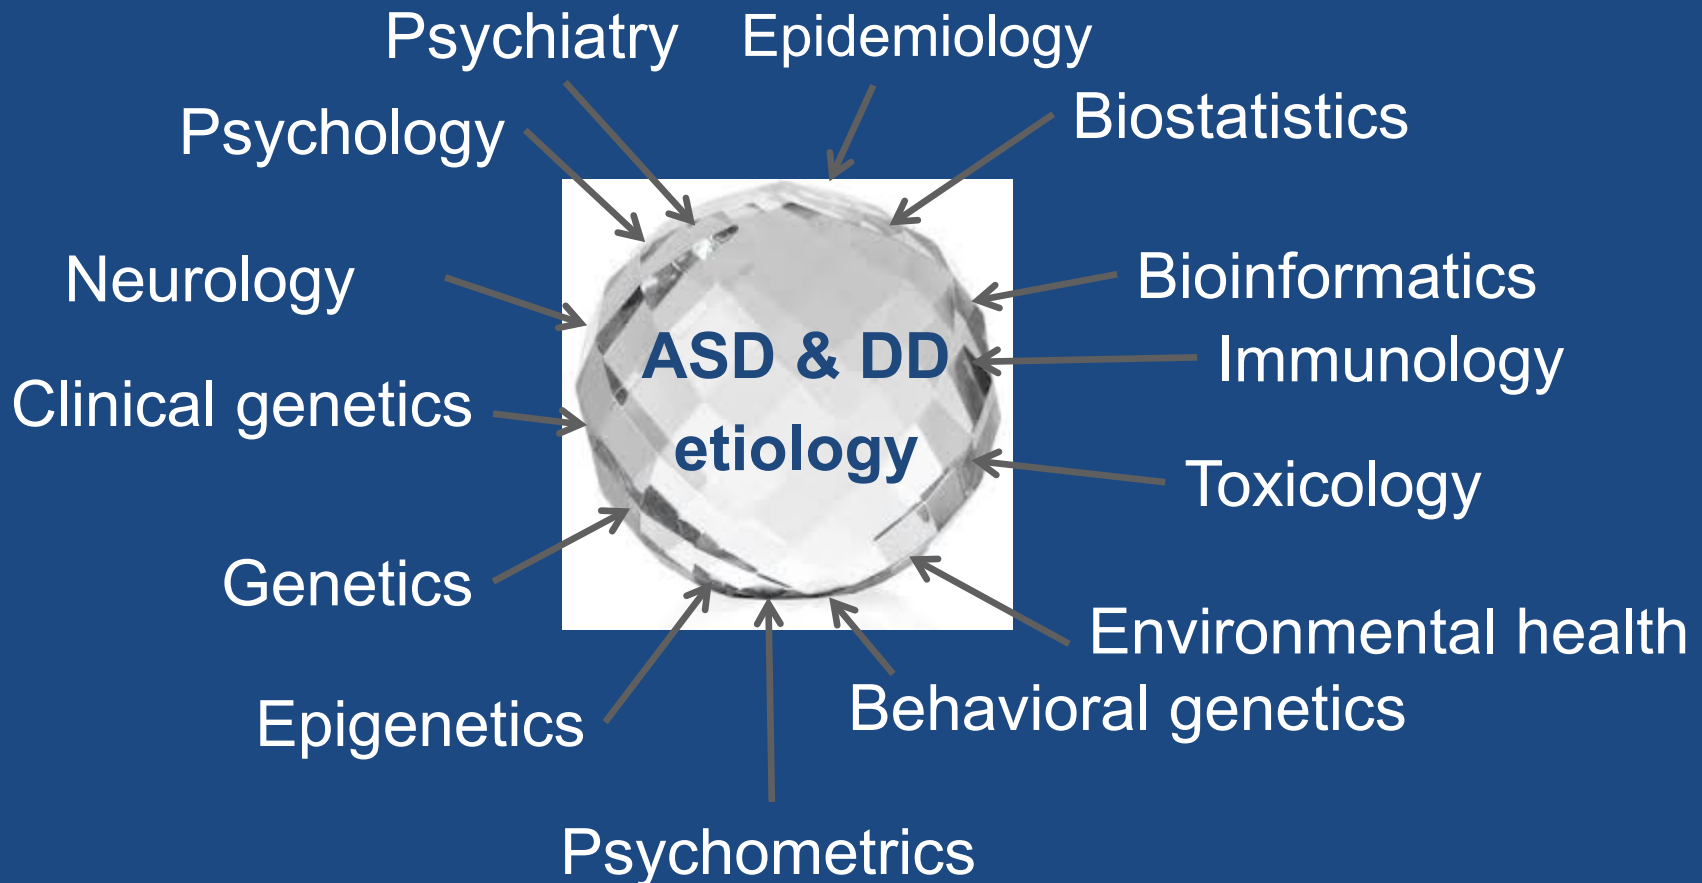 Psychiatry
Epidemiology
Psychology
Biostatistics
Neurology
Bioinformatics
ASD & DD
etiology
Immunology
Clinical genetics
Toxicology
Genetics
Environmental health
Epigenetics
Behavioral genetics
Psychometrics